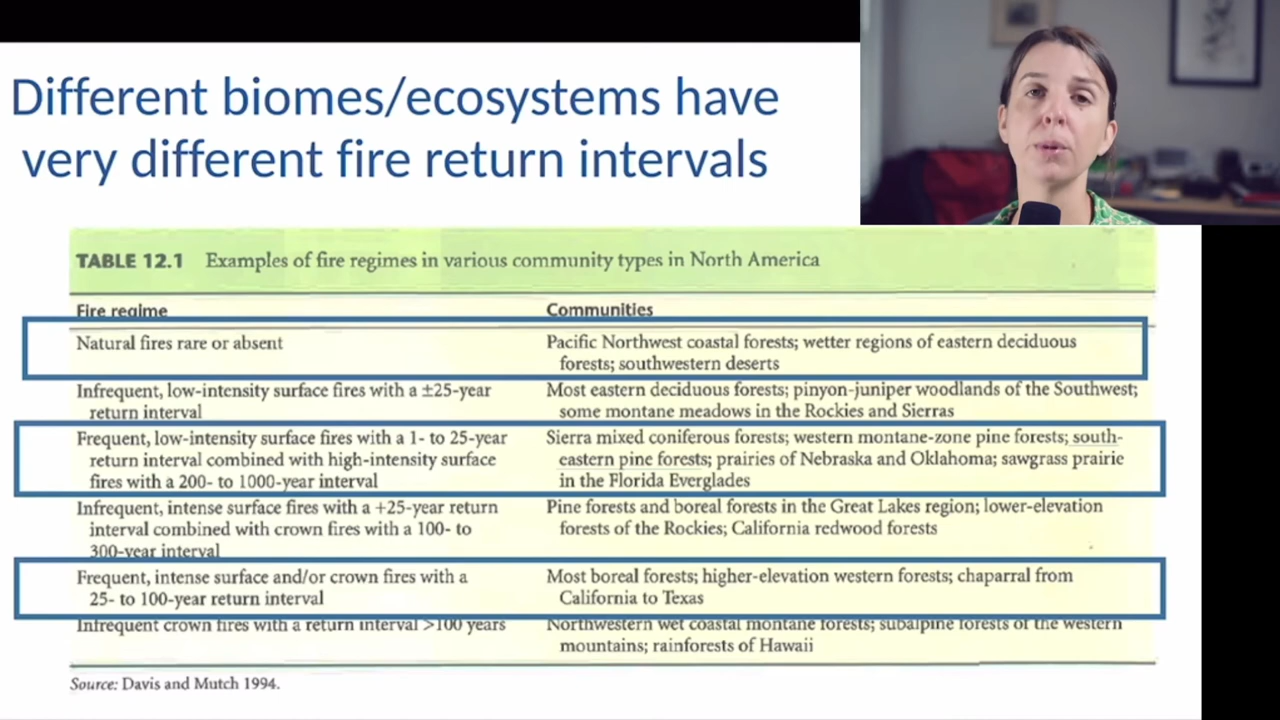 Different biomes/ecosystems have
very different fire return intervals
TABLE 12.1 Examples of fire regimes in various community types in North America
Fire regime Communities
Natural fires rare or absent Pacific Northwest coastal forests; wetter regions of eastern deciduous
forests; southwestern deserts
Infrequent, low-intensity surface fires with a ±25-year Most eastern deciduous forests; pinyon-juniper woodlands of the Southwest;
return interval some montane meadows in the Rockies and Sierras
Frequent, low-intensity surface fires with a 1- to 25-year Sierra mixed coniferous forests; western montane-zone pine forests; south-
return interval combined with high-intensity surface eastern pine forests; prairies of Nebraska and Oklahoma; sawgrass prairie
fires with a 200- to 1000-year interval in the Florida Everglades
Infrequent, intense surface fires with a +25-year return Pine forests and boreal forests in the Great Lakes region; lower-elevation
interval combined with crown fires with a 100- to forests of the Rockies; California redwood forests
300-year interval
Frequent, intense surface and/or crown fires with a Most boreal forests; higher-elevation western forests; chaparral from
25- to 100-year return interval California to Texas
Infrequent crown fires with a return interval >100 years Northwestern wet coastal montane forests; subalpine forests of the western
mountains; rainforests of Hawaii
Source: Davis and Mutch 1994.